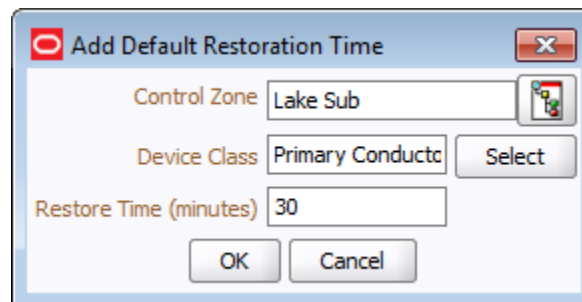 Add Default Restoration Time
Control Zone Lake Sub
Device Class Primary Conducto Select
Restore Time (minutes) 30
OK Cancel